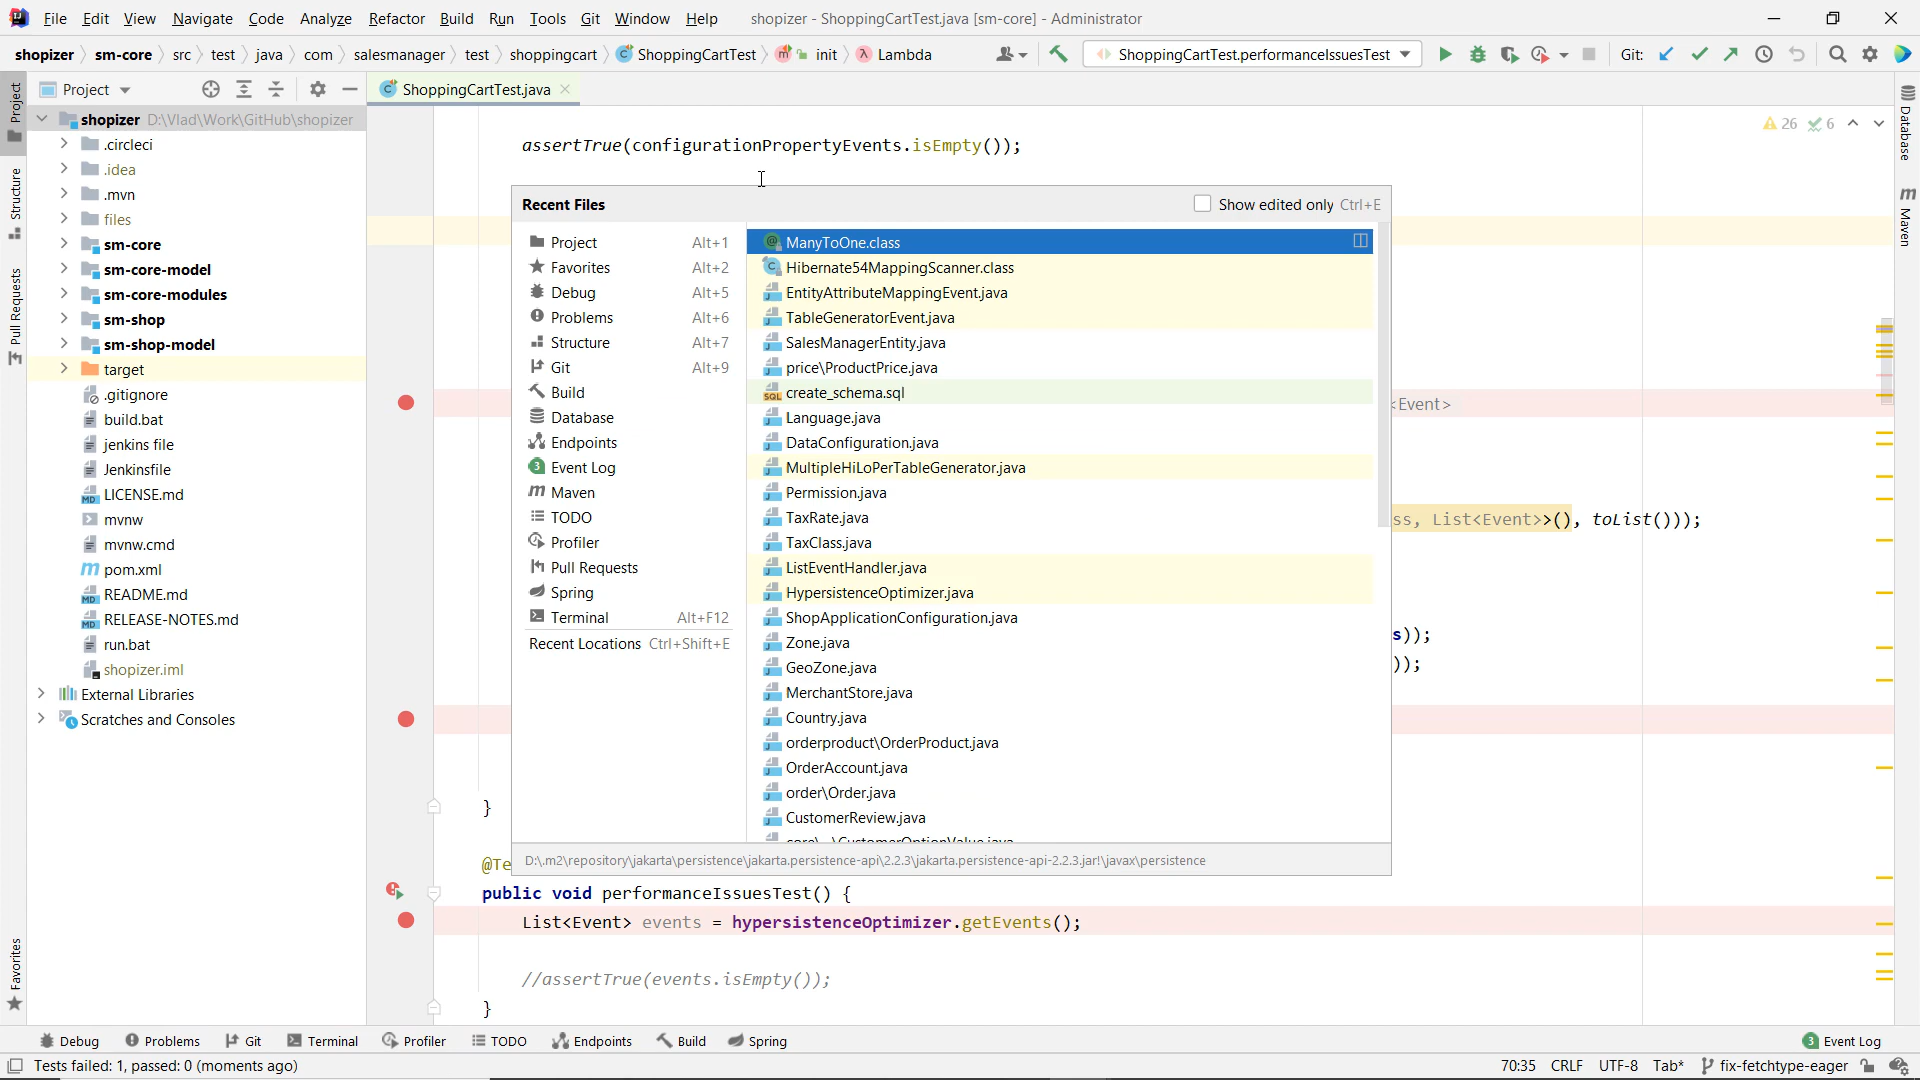 File Edit View Navigate Code Analyze Refactor Build Run Tools Git Window Help shopizer - ShoppingCartTest.java [sm-core] - Administrator
shopizer sm-core src test java com salesmanager test shoppingcart ShoppingCartTest init Lambda ShoppingCartTest.performanceIssuesTest Git:
Project ShoppingCartTest.java
shopizer D:\Vlad\Work\GitHub\shopizer
.circleci
.idea
.mvn
files
sm-core
sm-core-model
sm-core-modules
sm-shop
sm-shop-model
target
.gitignore
build.bat
jenkins file
Jenkinsfile
LICENSE.md
mvnw
mvnw.cmd
pom.xml
README.md
RELEASE-NOTES.md
run.bat
shopizer.iml
External Libraries
Scratches and Consoles
Project
Structure
Pull Requests
Favorites
26 6
assertTrue(configurationPropertyEvents.isEmpty());
Recent Files Show edited only Ctrl+E
Project Alt+1
Favorites Alt+2
Debug Alt+5
Problems Alt+6
Structure Alt+7
Git Alt+9
Build
Database
Endpoints
Event Log
Maven
TODO
Profiler
Pull Requests
Spring
Terminal Alt+F12
Recent Locations Ctrl+Shift+E
ManyToOne.class
Hibernate54MappingScanner.class
EntityAttributeMappingEvent.java
TableGeneratorEvent.java
SalesManagerEntity.java
price\ProductPrice.java
create_schema.sql
Language.java
DataConfiguration.java
MultipleHiLoPerTableGenerator.java
Permission.java
TaxRate.java
TaxClass.java
ListEventHandler.java
HypersistenceOptimizer.java
ShopApplicationConfiguration.java
Zone.java
GeoZone.java
MerchantStore.java
Country.java
orderproduct\OrderProduct.java
OrderAccount.java
order\Order.java
CustomerReview.java
D:\.m2\repository\jakarta\persistence\jakarta.persistence-api\2.2.3\jakarta.persistence-api-2.2.3.jar!\javax\persistence
<Event>
ss, List<Event>>(), toList()));
s));
));
}
@Te
public void performanceIssuesTest() {
List<Event> events = hypersistenceOptimizer.getEvents();
//assertTrue(events.isEmpty());
}
Database
Maven
Debug Problems Git Terminal Profiler TODO Endpoints Build Spring 3 Event Log
Tests failed: 1, passed: 0 (moments ago) 70:35 CRLF UTF-8 Tab* fix-fetchtype-eager